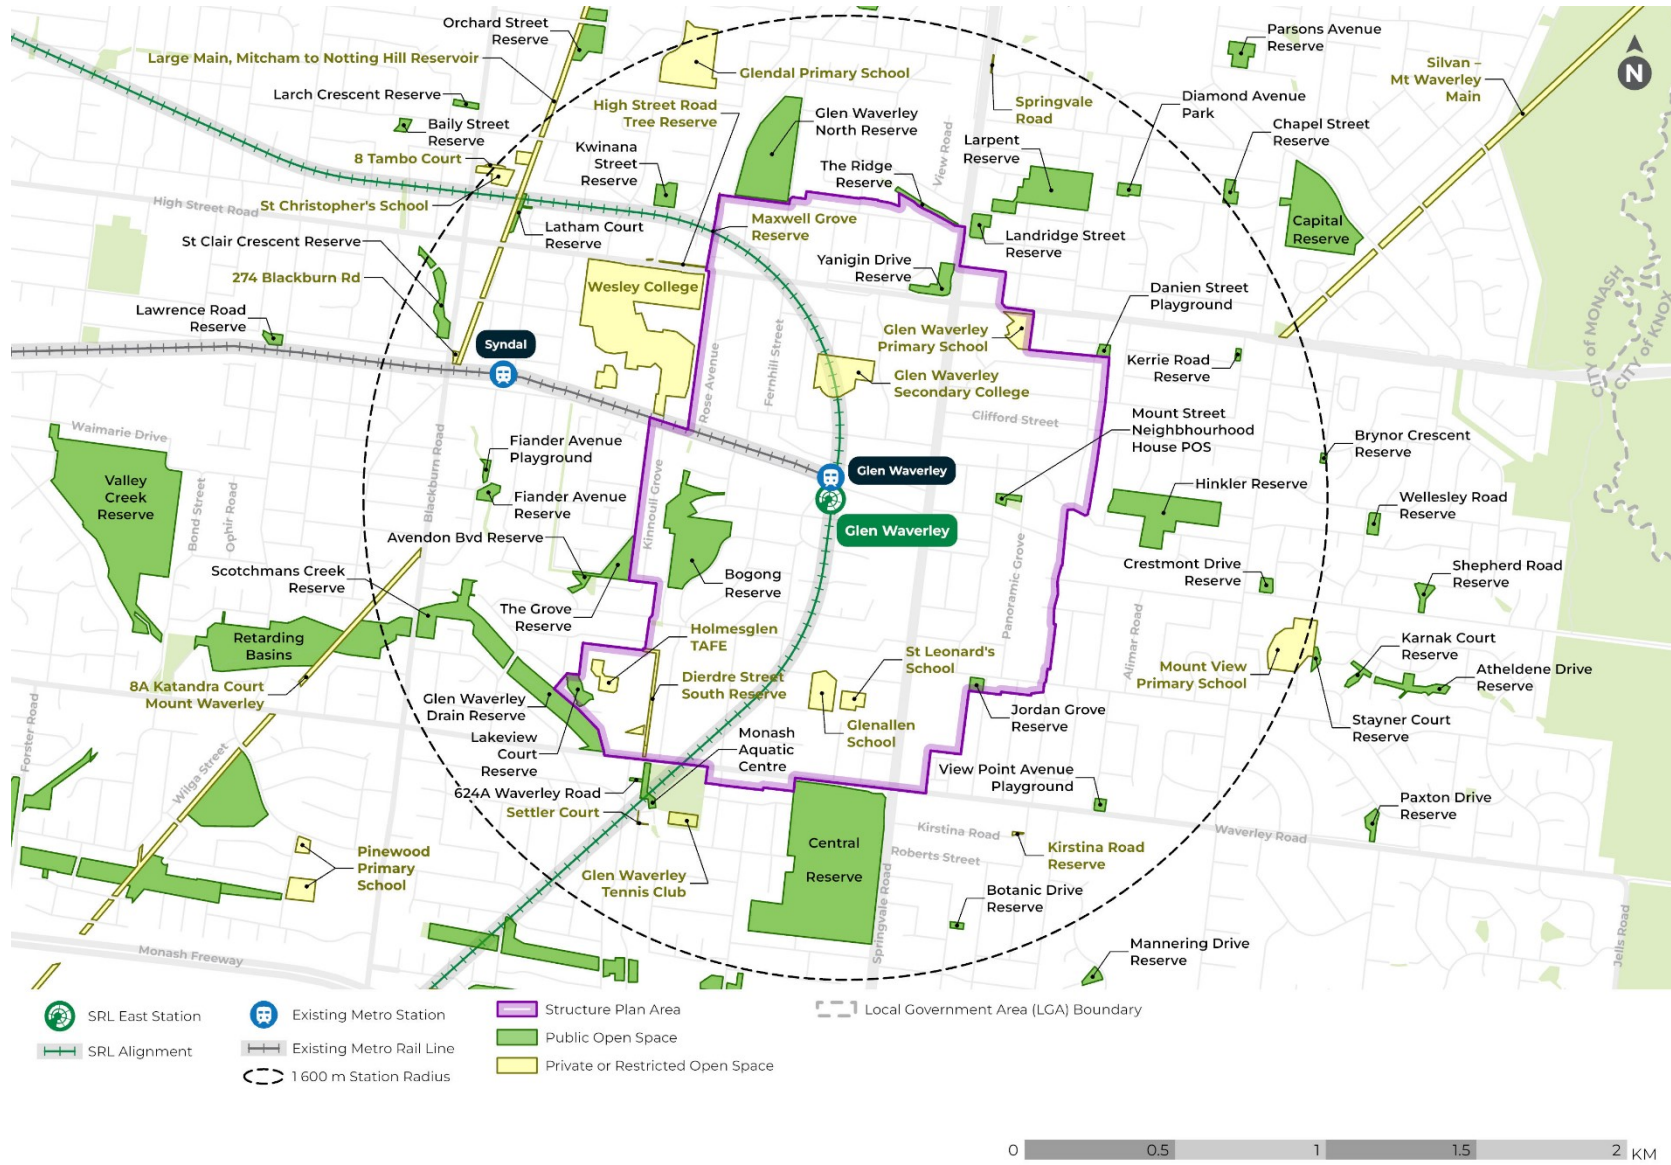 Orchard Street
Reserve
Large Main, Mitcham to Notting Hill Reservoir
Larch Crescent Reserve
Baily Street
Reserve
8 Tambo Court
St Christopher's School
High Street Road
St Clair Crescent Reserve
274 Blackburn Rd
Lawrence Road
Reserve
Syndal
Latham Court
Reserve
Kwinana
Street
Reserve
High Street Road
Tree Reserve
Glendal Primary School
Glen Waverley
North Reserve
The Ridge
Reserve
Maxwell Grove
Reserve
Wesley College
Yanigin Drive
Reserve
View Road
Springvale
Road
Larpent
Reserve
Landridge Street
Reserve
Diamond Avenue
Park
Parsons Avenue
Reserve
Chapel Street
Reserve
Silvan –
Mt Waverley
Main
N
Capital
Reserve
Danien Street
Playground
Glen Waverley
Primary School
Glen Waverley
Secondary College
Kerrie Road
Reserve
CITY OF MONASH
CITY OF KNOX
Rose Avenue
Fernhill Street
Clifford Street
Mount Street
Neighbourhood
House POS
Brynor Crescent
Reserve
Hinkler Reserve
Wellesley Road
Reserve
Glen Waverley
Glen Waverley
Waimarie Drive
Valley
Creek
Reserve
Bond Street
Ophir Road
Blackburn Road
Fiander Avenue
Playground
Fiander Avenue
Reserve
Avendon Bvd Reserve
Kinnoull Grove
Bogong
Reserve
The Grove
Reserve
Scotchmans Creek
Reserve
Retarding
Basins
8A Katandra Court
Mount Waverley
Holmesglen
TAFE
Dierdre Street
South Reserve
St Leonard's
School
Glenallen
School
Panoramic Grove
Alimar Road
Crestmont Drive
Reserve
Shepherd Road
Reserve
Karnak Court
Reserve
Mount View
Primary School
Atheldene Drive
Reserve
Stayner Court
Reserve
Jordan Grove
Reserve
Glen Waverley
Drain Reserve
Lakeview
Court
Reserve
Monash
Aquatic
Centre
624A Waverley Road
Settler Court
Glen Waverley
Tennis Club
View Point Avenue
Playground
Paxton Drive
Reserve
Waverley Road
Kirstina Road
Kirstina Road
Reserve
Roberts Street
Central
Reserve
Springvale Road
Botanic Drive
Reserve
Mannering Drive
Reserve
Jells Road
Forster Road
Wilga Street
Pinewood
Primary
School
Monash Freeway
SRL East Station
SRL Alignment
Existing Metro Station
Existing Metro Rail Line
1 600 m Station Radius
Structure Plan Area
Public Open Space
Private or Restricted Open Space
Local Government Area (LGA) Boundary
0 0.5 1 1.5 2 KM